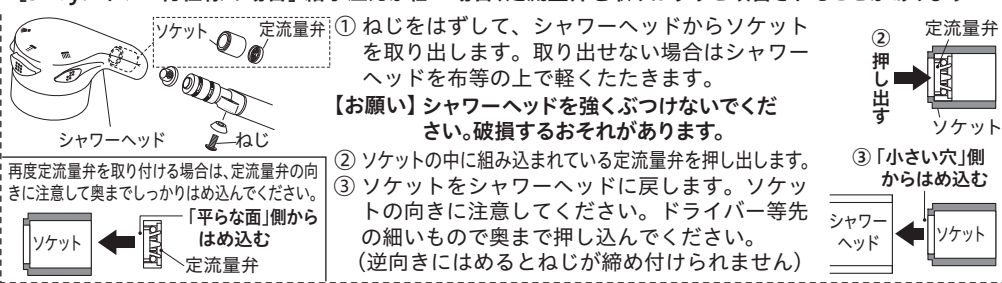 ソケット
定流量弁
シャワーヘッド
ねじ
① ねじをはずして、シャワーヘッドからソケット
を取り出します。取り出せない場合はシャワー
ヘッドを布等の上で軽くたたきます。
【お願い】シャワーヘッドを強くぶつけないでくだ
さい。破損するおそれがあります。
② ソケットの中に組み込まれている定流量弁を押し出します。
③ ソケットをシャワーヘッドに戻します。ソケッ
トの向きに注意してください。ドライバー等先
の細いもので奥まで押し込んでください。
(逆向きにはめるとねじが締め付けられません)
再度定流量弁を取り付ける場合は、定流量弁の向
きに注意して奥までしっかりはめ込んでください。
ソケット
「平らな面」側から
はめ込む
定流量弁
②
押し出す
定流量弁
ソケット
③「小さい穴」側
からはめ込む
シャワー
ヘッド
ソケット